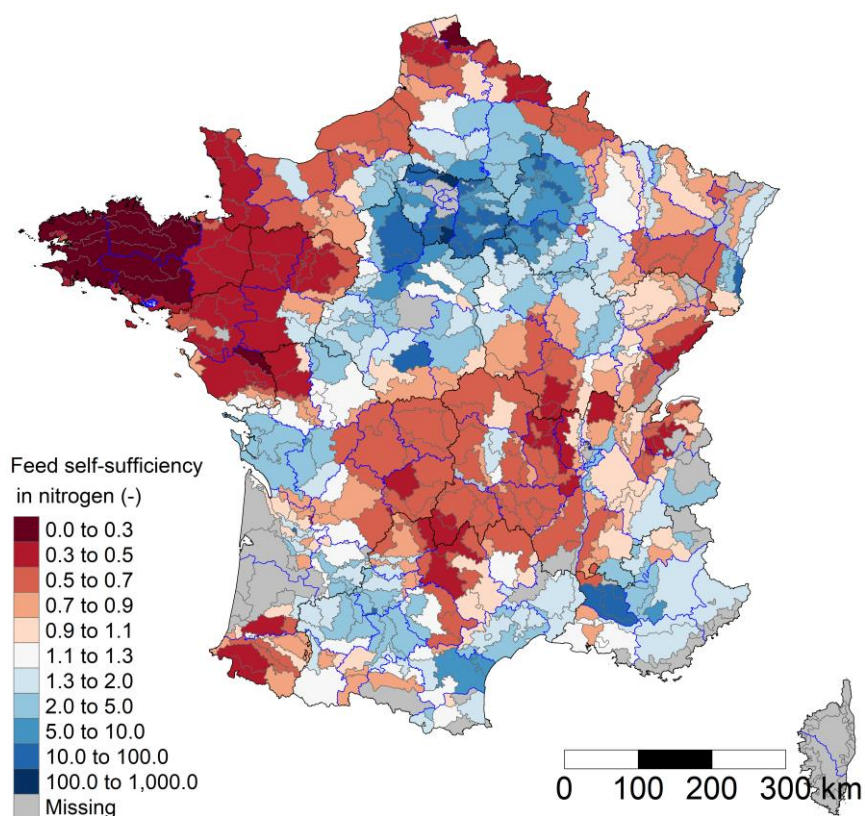 Feed self-sufficiency
in nitrogen (-)
0.0 to 0.3
0.3 to 0.5
0.5 to 0.7
0.7 to 0.9
0.9 to 1.1
1.1 to 1.3
1.3 to 2.0
2.0 to 5.0
5.0 to 10.0
10.0 to 100.0
100.0 to 1,000.0
Missing
0 100 200 300 km